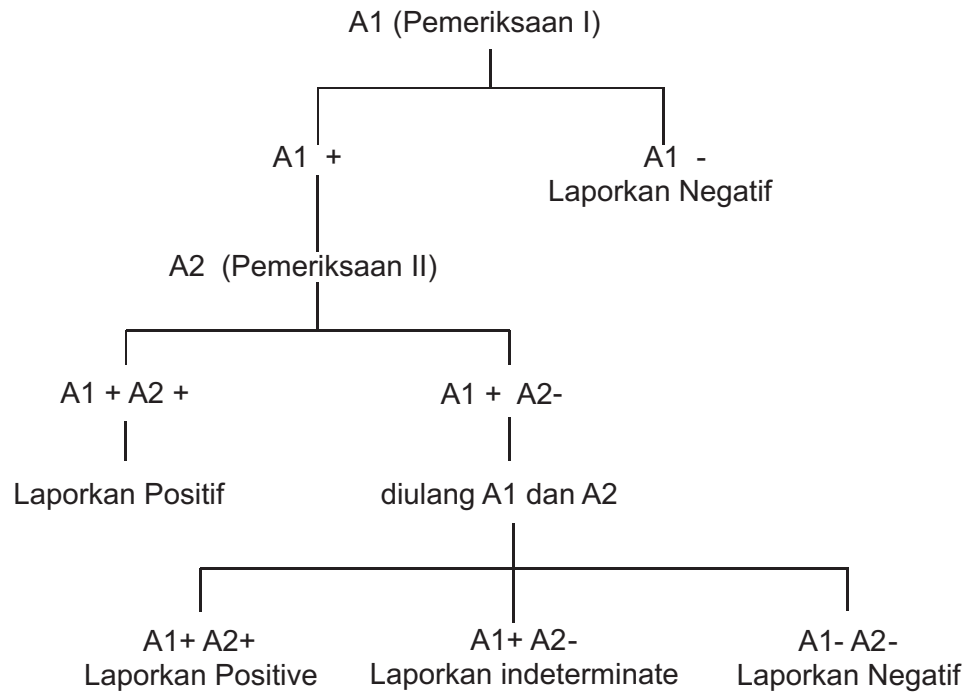 A1 (Pemeriksaan I)
A1 +
A1 -
Laporkan Negatif
A2 (Pemeriksaan II)
A1 + A2 +
A1 + A2-
Laporkan Positif
diulang A1 dan A2
A1+ A2+
Laporkan Positive
A1+ A2-
Laporkan indeterminate
A1- A2-
Laporkan Negatif